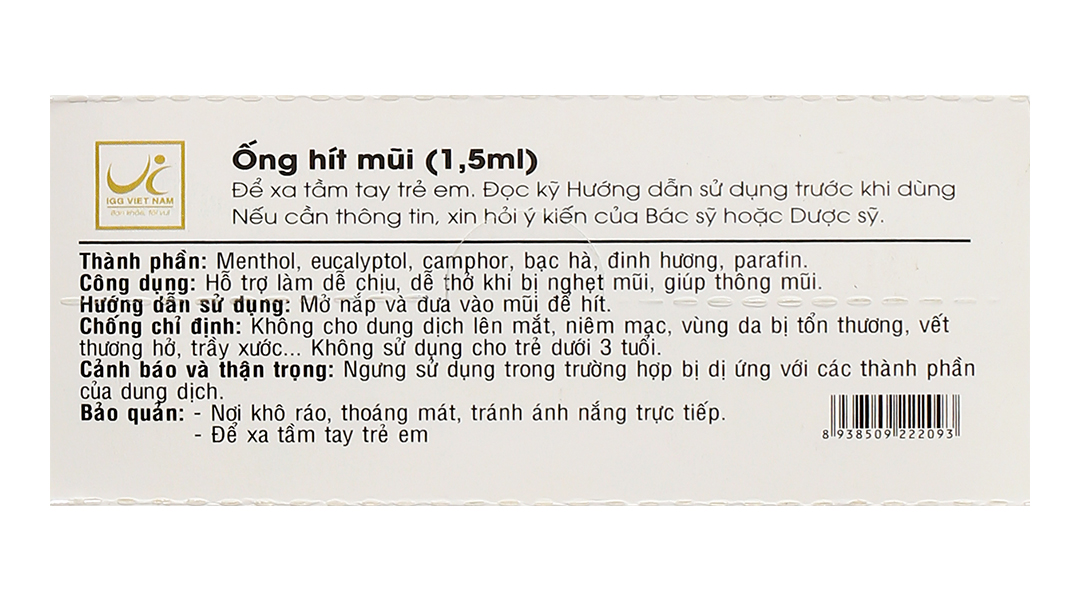 Ống hít mũi (1,5ml)
Để xa tầm tay trẻ em. Đọc kỹ Hướng dẫn sử dụng trước khi dùng
Nếu cần thông tin, xin hỏi ý kiến của Bác sỹ hoặc Dược sỹ.
IGG VIET NAM
Thành phần: Menthol, eucalyptol, camphor, bạc hà, đinh hương, parafin.
Công dụng: Hỗ trợ làm dễ chịu, dễ thở khi bị nghẹt mũi, giúp thông mũi.
Hướng dẫn sử dụng: Mở nắp và đưa vào mũi để hít.
Chống chỉ định: Không cho dung dịch lên mắt, niêm mạc, vùng da bị tổn thương, vết
thương hở, trầy xước... Không sử dụng cho trẻ dưới 3 tuổi.
Cảnh báo và thận trọng: Ngưng sử dụng trong trường hợp bị dị ứng với các thành phần
của dung dịch.
Bảo quản: - Nơi khô ráo, thoáng mát, tránh ánh nắng trực tiếp.
- Để xa tầm tay trẻ em
8 938509 222093